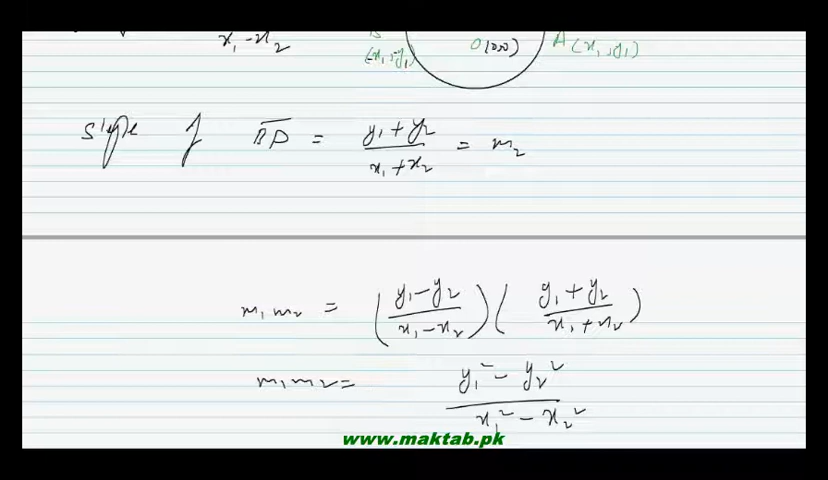 x₁-x₂ (-x₁,-y₁) O(0,0) A(x₁,y₁)
slope of BP = y₁+y₂/x₁+x₂ = m₂
m₁m₂ = (y₁-y₂/x₁-x₂)(y₁+y₂/x₁+x₂)
m₁m₂ = y₁²-y₂²/x₁²-x₂²
www.maktab.pk